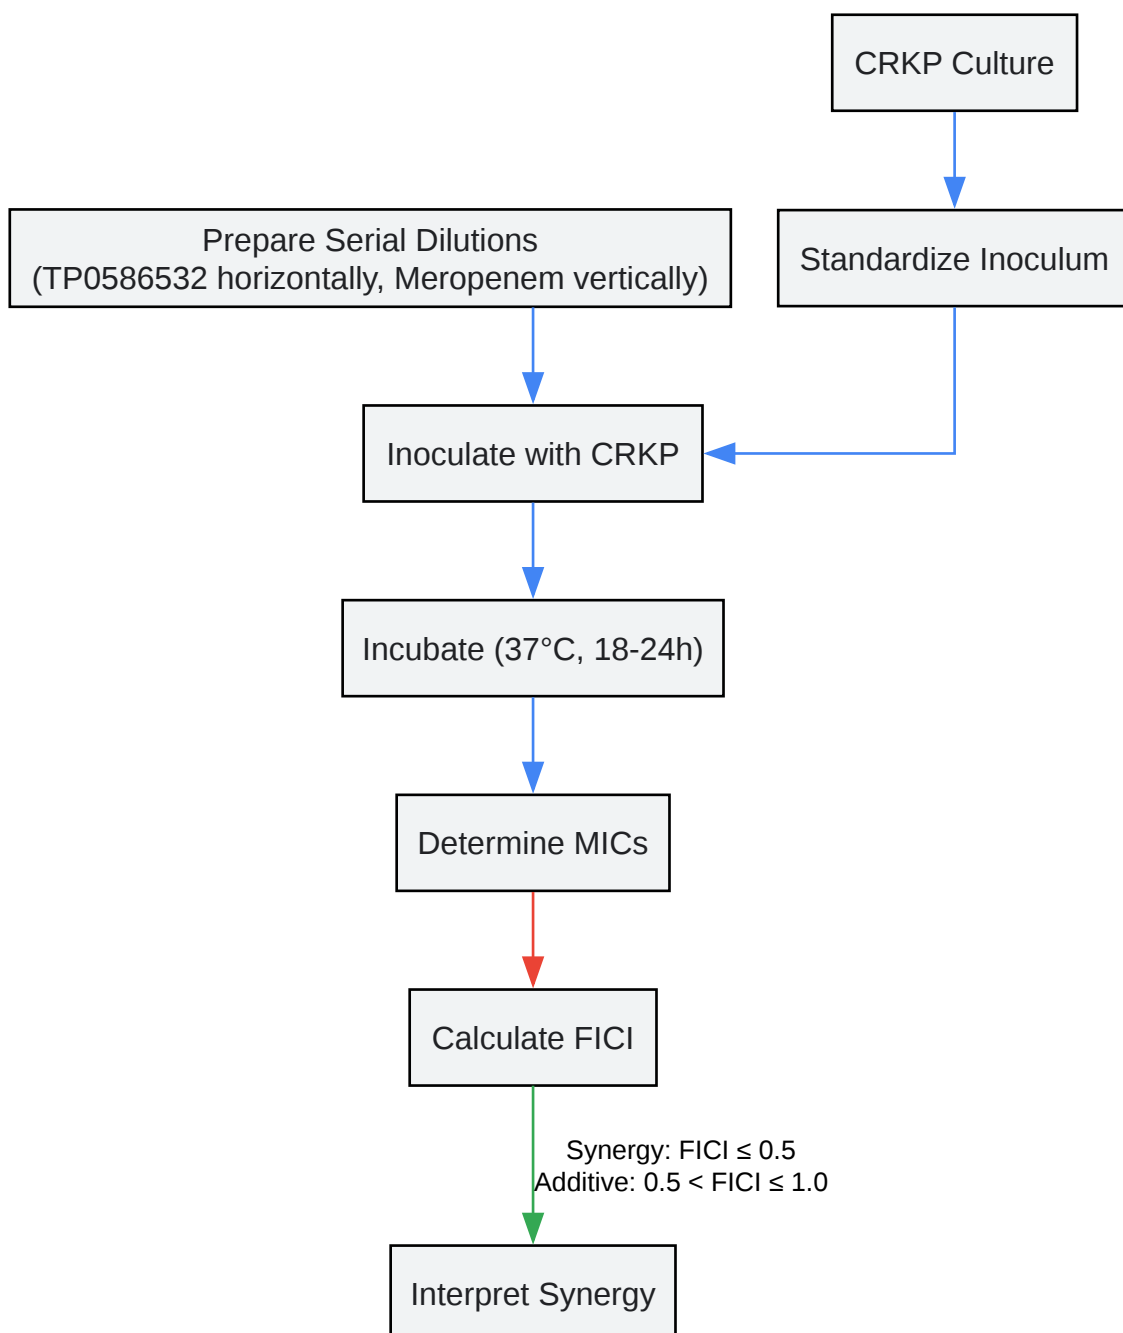 CRKP Culture
Prepare Serial Dilutions
(TP0586532 horizontally, Meropenem vertically)
Standardize Inoculum
Inoculate with CRKP
Incubate (37°C, 18-24h)
Determine MICs
Calculate FICI
Synergy: FICI ≤ 0.5
Additive: 0.5 < FICI ≤ 1.0
Interpret Synergy